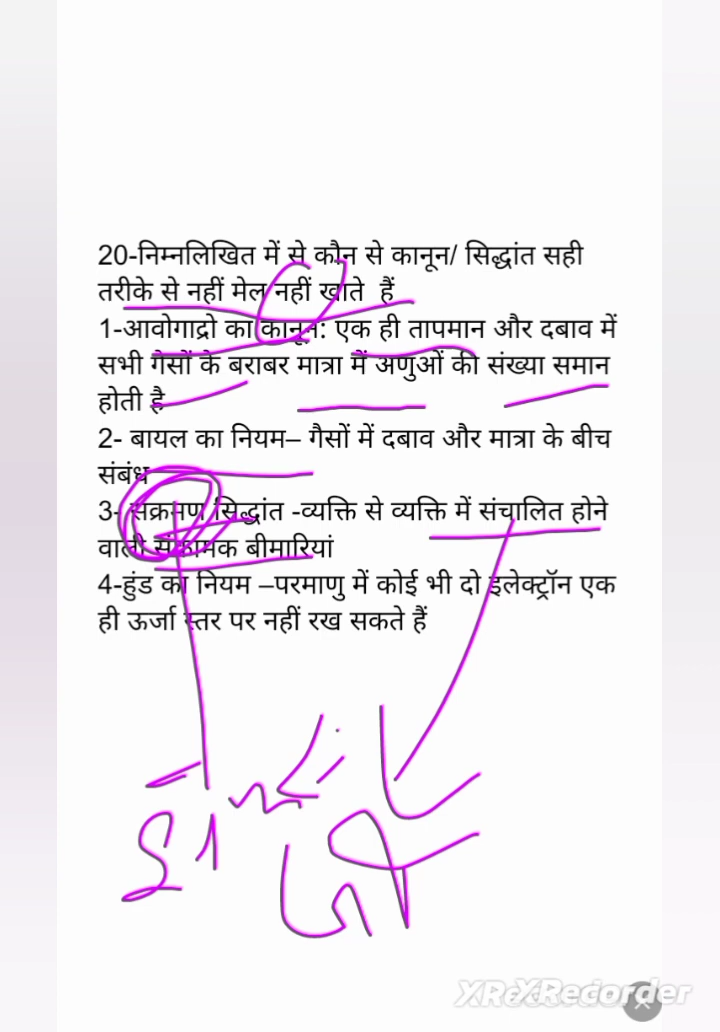 20-निम्नलिखित में से कौन से कानून/ सिद्धांत सही
तरीके से नहीं मेल नहीं खाते हैं
1-आवोगाद्रो का कानून: एक ही तापमान और दबाव में
सभी गैसों के बराबर मात्रा में अणुओं की संख्या समान
होती है
2- बायल का नियम– गैसों में दबाव और मात्रा के बीच
संबंध
3- सक्रमण सिद्धांत -व्यक्ति से व्यक्ति में संचालित होने
वाली संक्रामक बीमारियां
4-हुंड का नियम –परमाणु में कोई भी दो इलेक्ट्रॉन एक
ही ऊर्जा स्तर पर नहीं रख सकते हैं
XRecorder